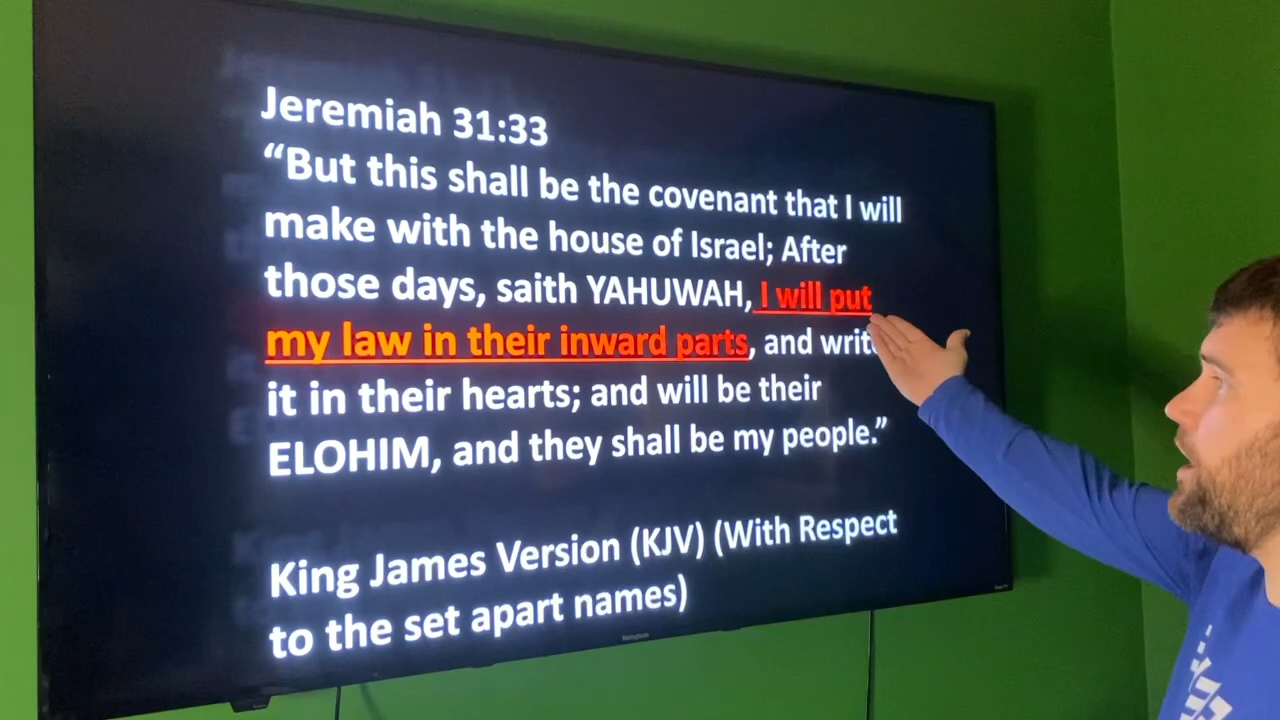 Jeremiah 31:33
“But this shall be the covenant that I will
make with the house of Israel; After
those days, saith YAHUWAH, I will put
my law in their inward parts, and write
it in their hearts; and will be their
ELOHIM, and they shall be my people.”
King James Version (KJV) (With Respect
to the set apart names)
Westinghouse